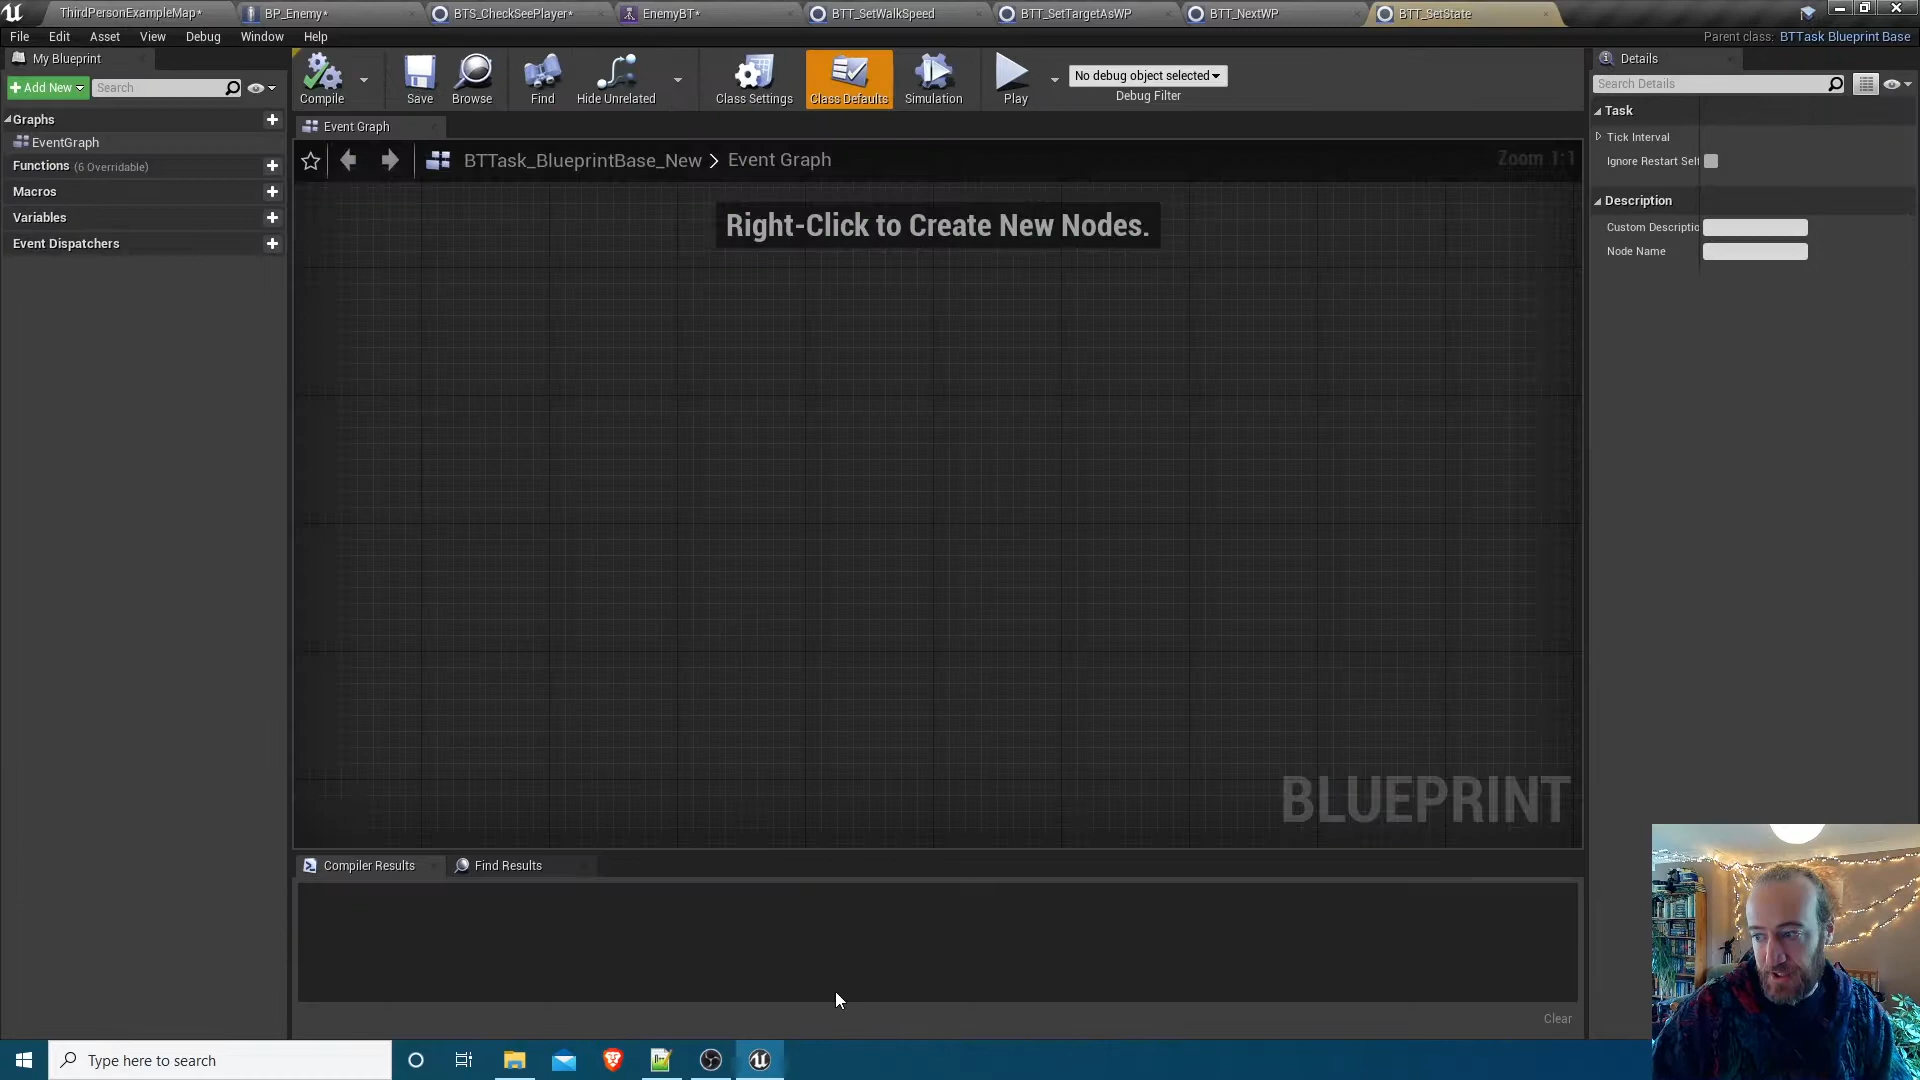 ThirdPersonExampleMap*
BP_Enemy*
BTS_CheckSeePlayer*
EnemyBT*
BTT_SetWalkSpeed
BTT_SetTargetAsWP
BTT_NextWP
BTT_SetState
File
Edit
Asset
View
Debug
Window
Help
Parent class: BTTask Blueprint Base
My Blueprint
Add New
Search
Graphs
EventGraph
Functions (6 Overridable)
Macros
Variables
Event Dispatchers
Compile
Save
Browse
Find
Hide Unrelated
Class Settings
Class Defaults
Simulation
Play
No debug object selected
Debug Filter
Event Graph
BTTask_BlueprintBase_New > Event Graph
Zoom 1:1
Right-Click to Create New Nodes.
BLUEPRINT
Compiler Results
Find Results
Clear
Details
Search Details
Task
Tick Interval
Ignore Restart Self
Description
Custom Descriptio
Node Name
Type here to search